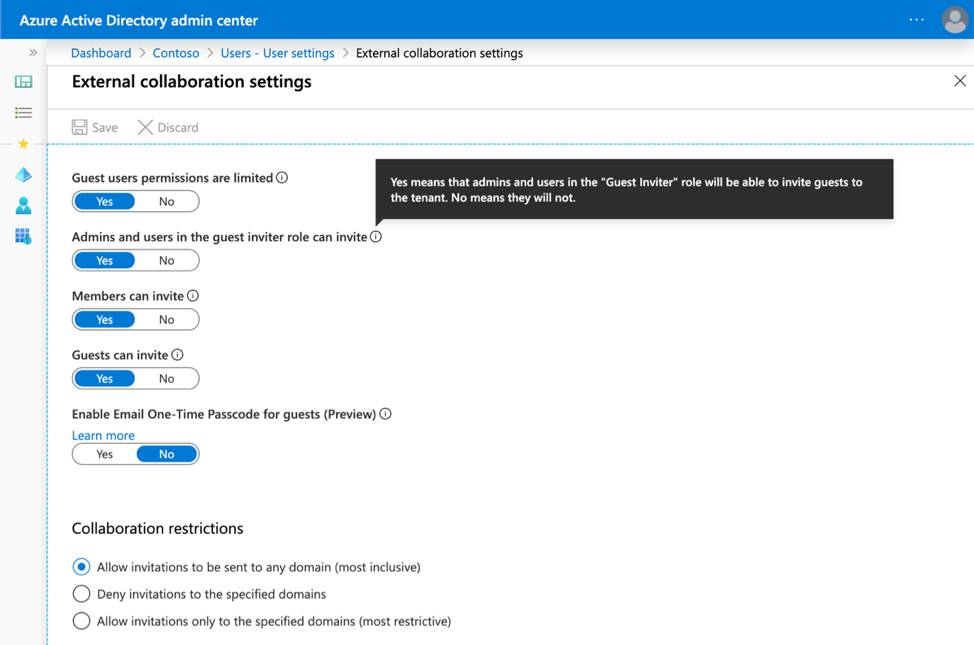 Azure Active Directory admin center
Dashboard > Contoso > Users - User settings > External collaboration settings
External collaboration settings
Save Discard
Guest users permissions are limited
Yes No
Yes means that admins and users in the "Guest Inviter" role will be able to invite guests to
the tenant. No means they will not.
Admins and users in the guest inviter role can invite
Yes No
Members can invite
Yes No
Guests can invite
Yes No
Enable Email One-Time Passcode for guests (Preview)
Learn more
Yes No
Collaboration restrictions
Allow invitations to be sent to any domain (most inclusive)
Deny invitations to the specified domains
Allow invitations only to the specified domains (most restrictive)